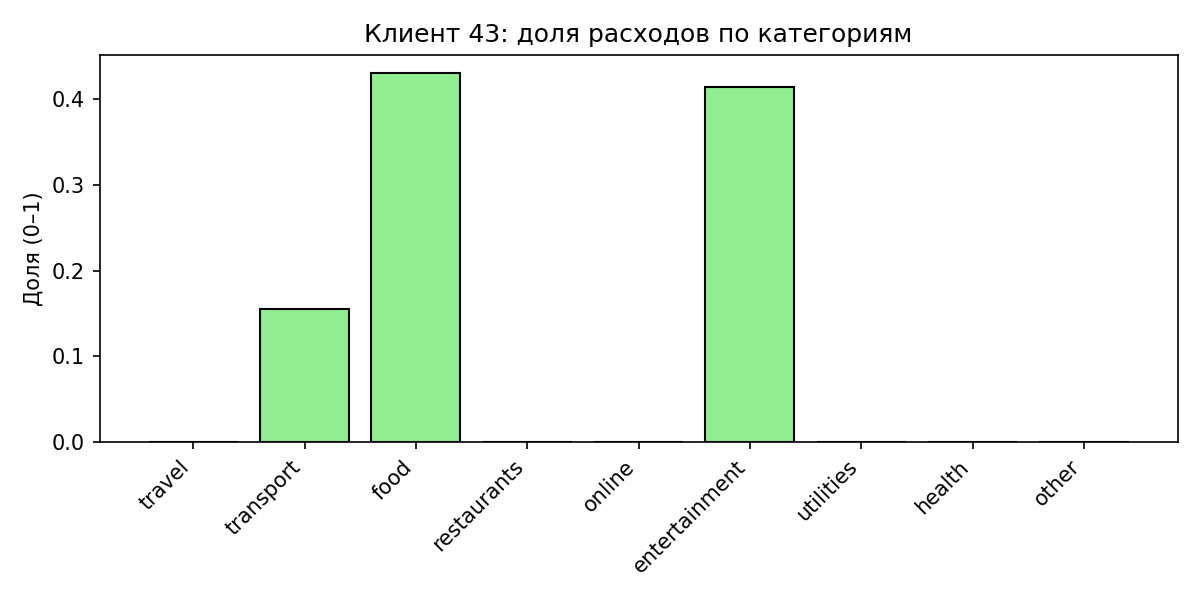 Клиент 43: доля расходов по категориям
Доля (0–1)
0.4
0.3
0.2
0.1
0.0
travel
transport
food
restaurants
online
entertainment
utilities
health
other